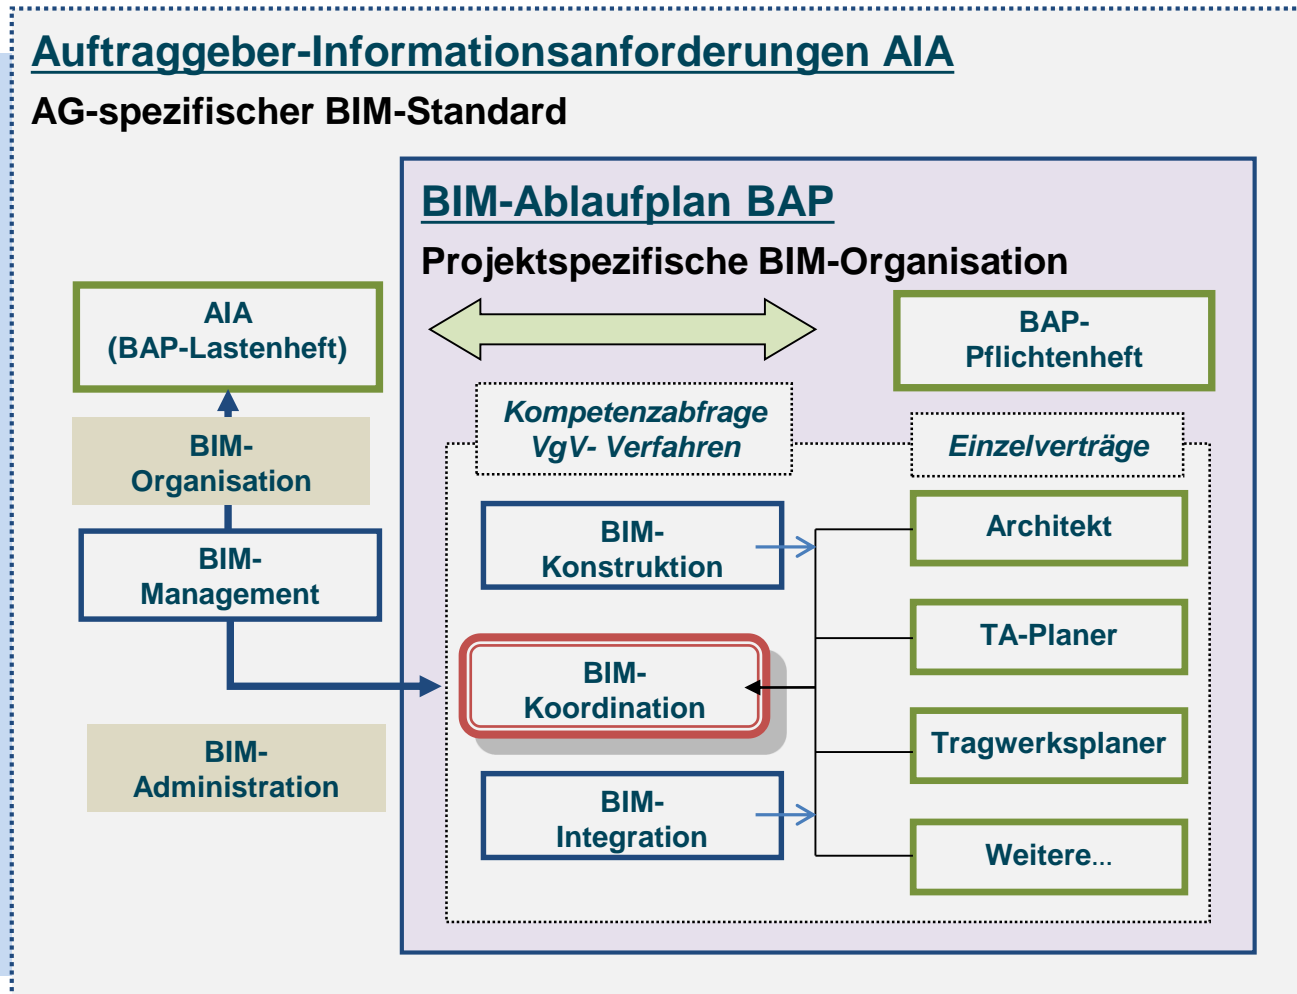 Auftraggeber-Informationsanforderungen AIA
AG-spezifischer BIM-Standard
BIM-Ablaufplan BAP
Projektspezifische BIM-Organisation
AIA
(BAP-Lastenheft)
BAP-
Pflichtenheft
Kompetenzabfrage
VgV- Verfahren
Einzelverträge
BIM-
Organisation
BIM-
Management
BIM-
Administration
BIM-
Konstruktion
BIM-
Koordination
BIM-
Integration
Architekt
TA-Planer
Tragwerksplaner
Weitere...